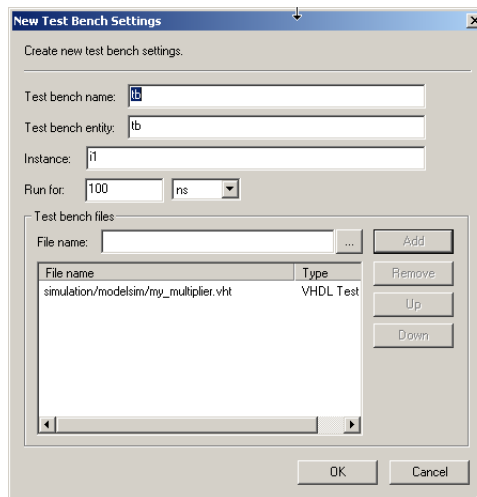 New Test Bench Settings
Create new test bench settings.
Test bench name: tb
Test bench entity: tb
Instance: i1
Run for: 100 ns
Test bench files
File name: ... Add
File name Type Remove
simulation/modelsim/my_multiplier.vht VHDL Test
Up
Down
OK Cancel